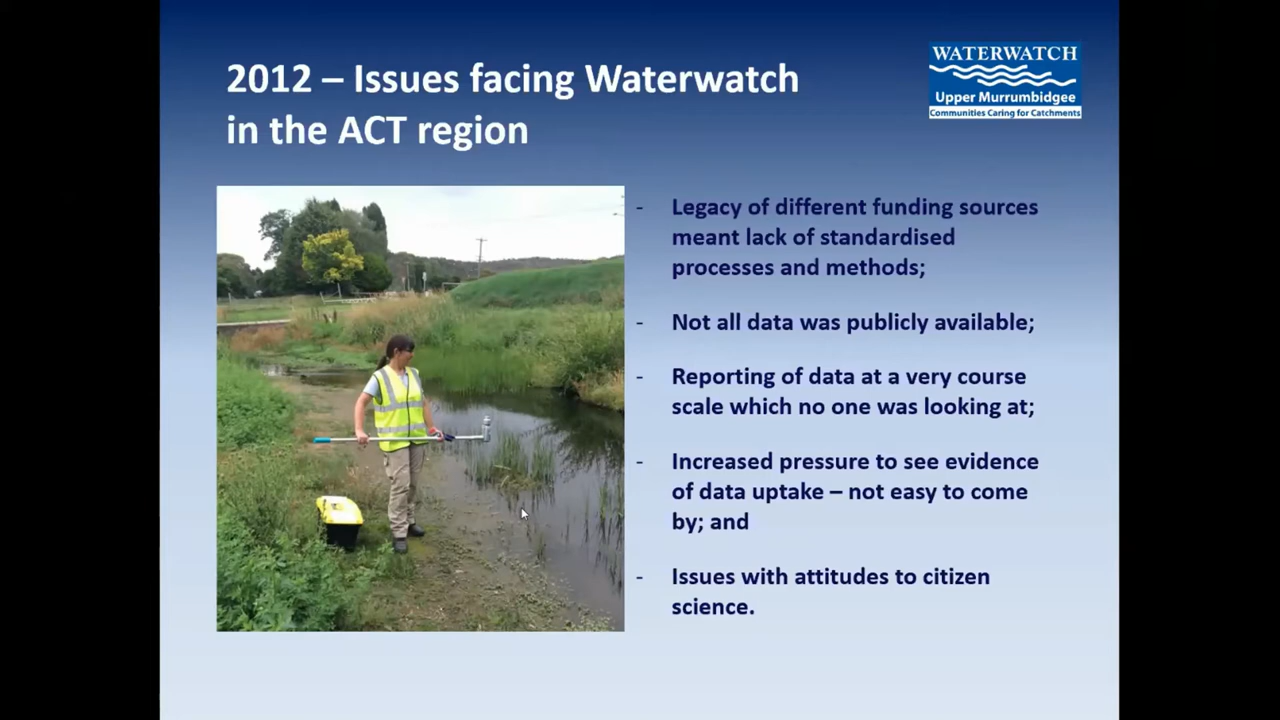 2012 – Issues facing Waterwatch
in the ACT region
WATERWATCH
Upper Murrumbidgee
Communities Caring for Catchments
- Legacy of different funding sources
meant lack of standardised
processes and methods;
- Not all data was publicly available;
- Reporting of data at a very course
scale which no one was looking at;
- Increased pressure to see evidence
of data uptake – not easy to come
by; and
- Issues with attitudes to citizen
science.